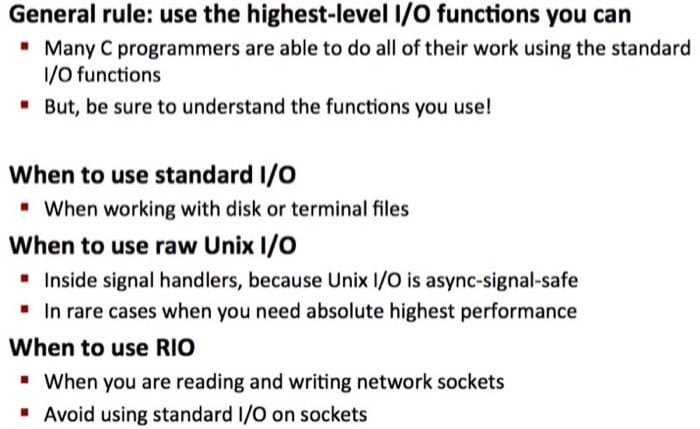 General rule: use the highest-level I/O functions you can
▪ Many C programmers are able to do all of their work using the standard
I/O functions
▪ But, be sure to understand the functions you use!
When to use standard I/O
▪ When working with disk or terminal files
When to use raw Unix I/O
▪ Inside signal handlers, because Unix I/O is async-signal-safe
▪ In rare cases when you need absolute highest performance
When to use RIO
▪ When you are reading and writing network sockets
▪ Avoid using standard I/O on sockets